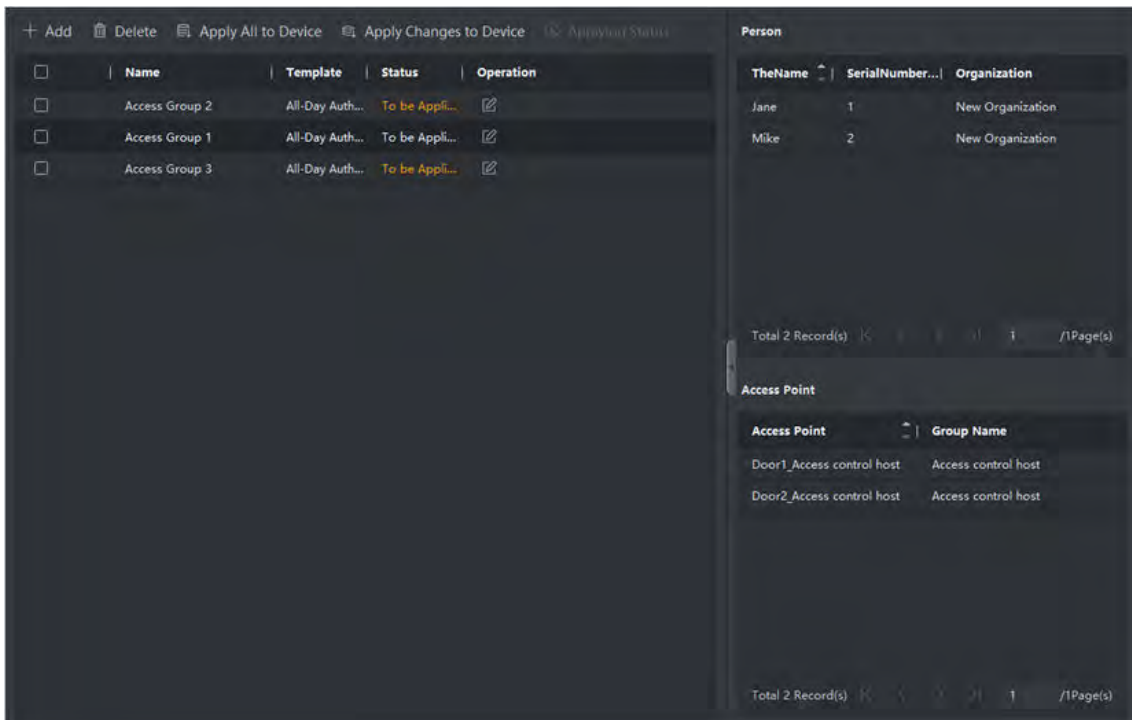 Add Delete Apply All to Device Apply Changes to Device Applying Status
Name Template Status Operation
Access Group 2 All-Day Auth... To be Appli...
Access Group 1 All-Day Auth... To be Appli...
Access Group 3 All-Day Auth... To be Appli...
Person
TheName SerialNumber... Organization
Jane 1 New Organization
Mike 2 New Organization
Total 2 Record(s) 1 /1Page(s)
Access Point
Access Point Group Name
Door1_Access control host Access control host
Door2_Access control host Access control host
Total 2 Record(s) 1 /1Page(s)